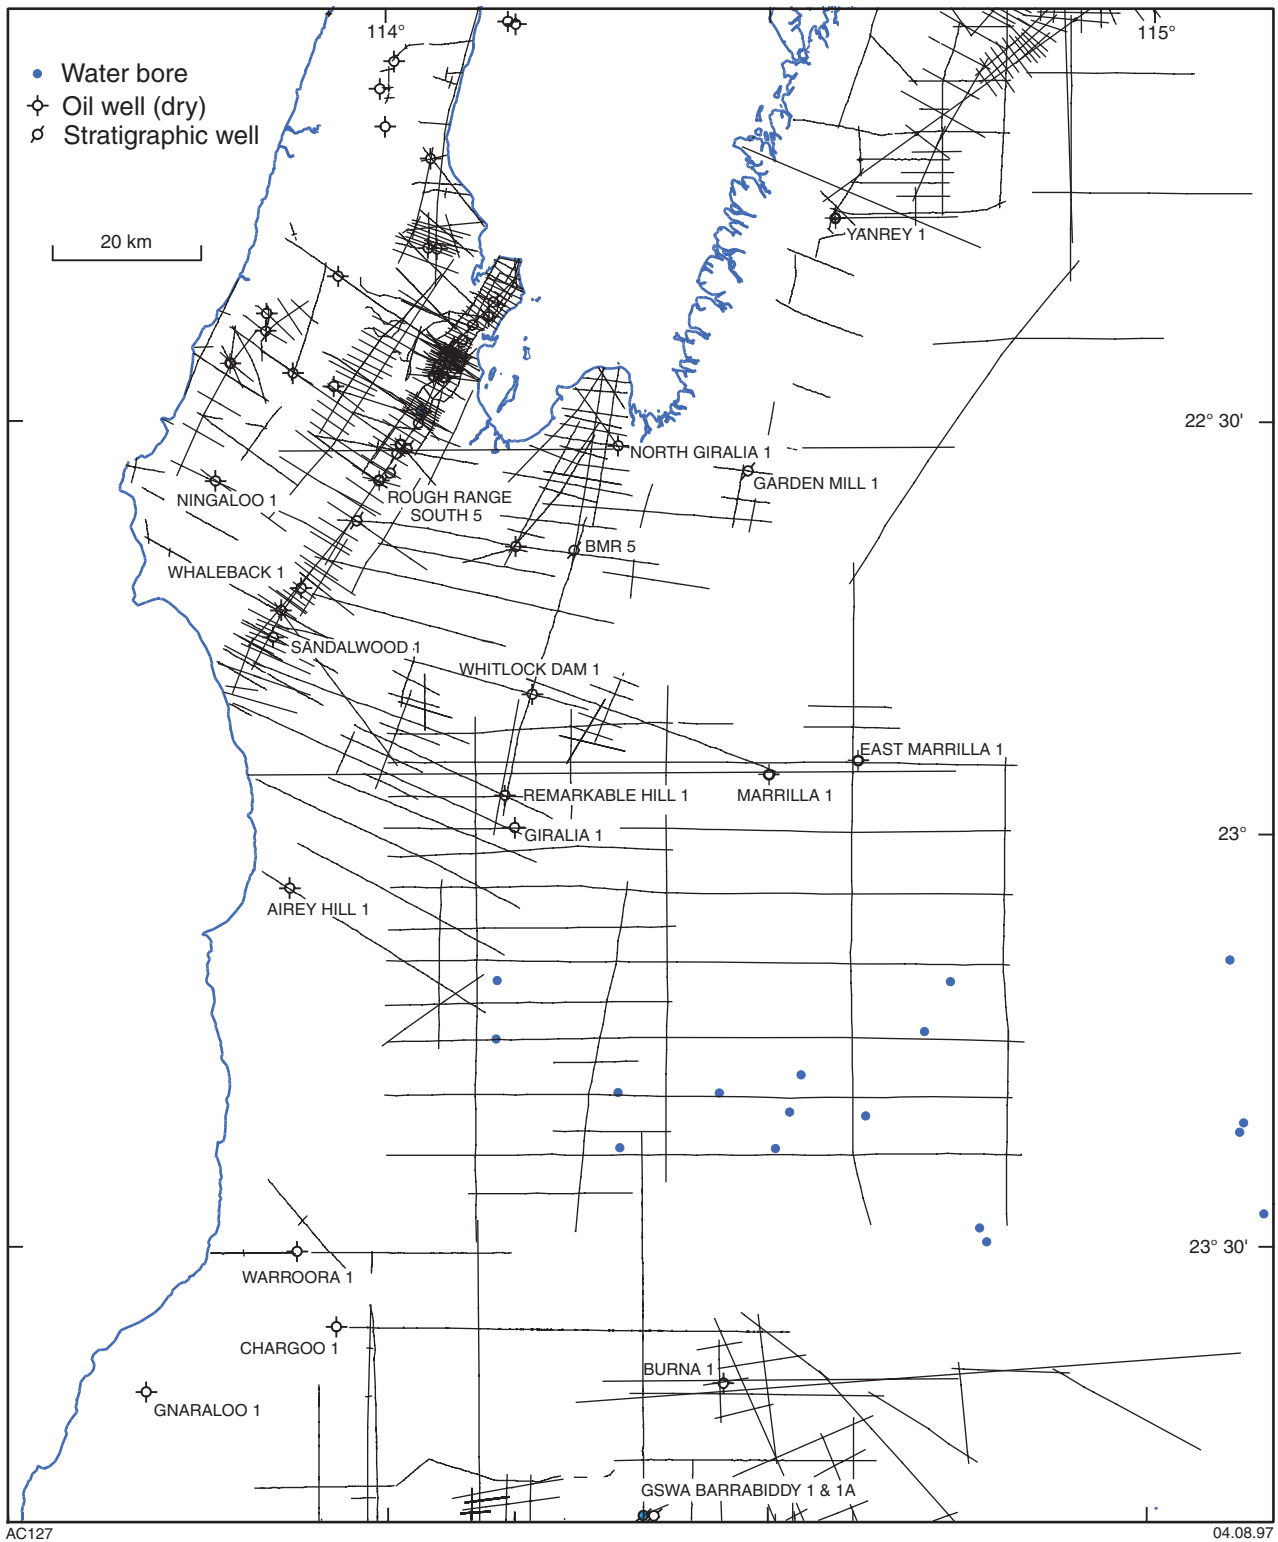 114°
115°
Water bore
Oil well (dry)
Stratigraphic well
20 km
YANREY 1
22° 30'
NORTH GIRALIA 1
GARDEN MILL 1
NINGALOO 1
ROUGH RANGE
SOUTH 5
BMR 5
WHALEBACK 1
SANDALWOOD 1
WHITLOCK DAM 1
EAST MARRILLA 1
REMARKABLE HILL 1
MARRILLA 1
GIRALIA 1
23°
AIREY HILL 1
23° 30'
WARROORA 1
CHARGOO 1
BURNA 1
GNARALOO 1
GSWA BARRABIDDY 1 & 1A
AC127
04.08.97